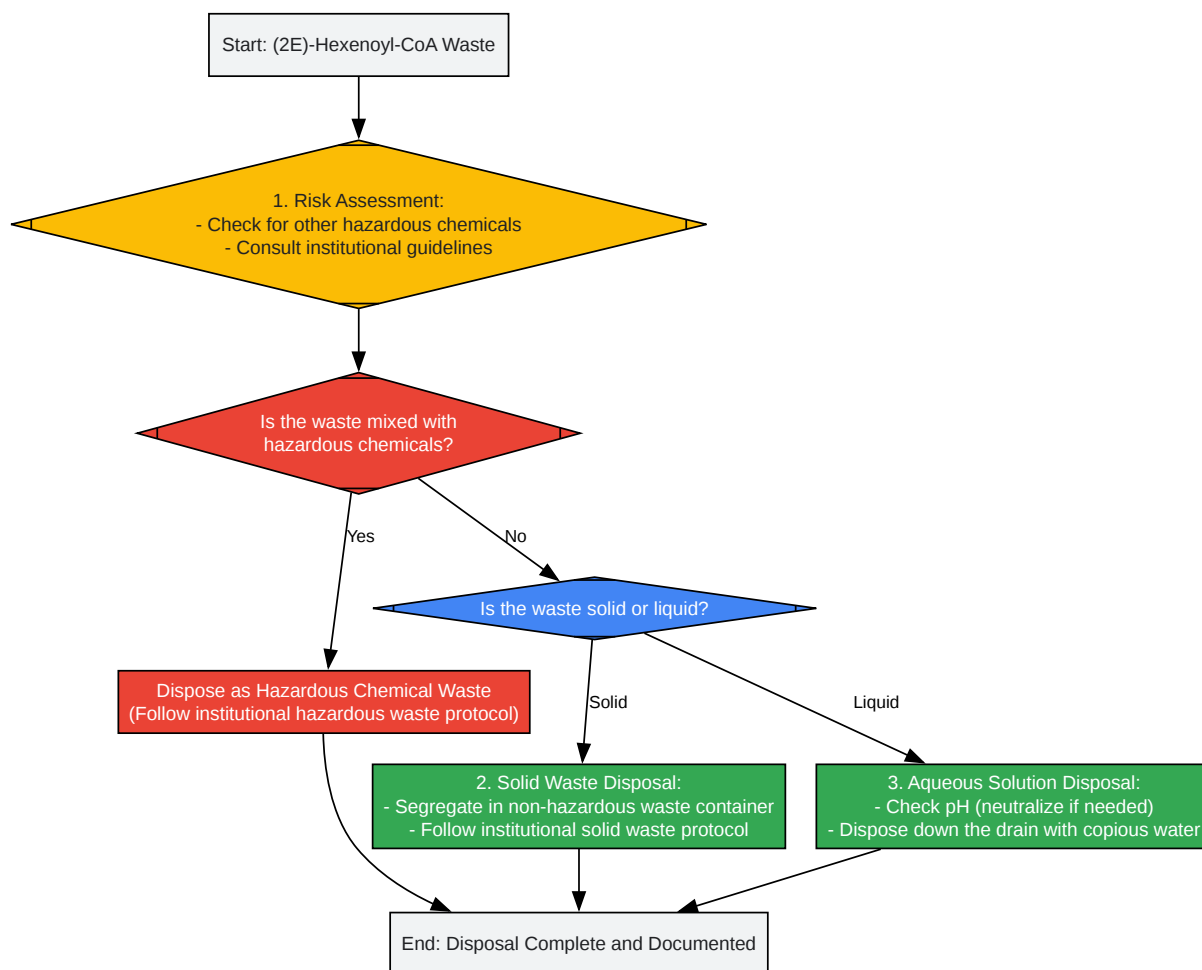 Start: (2E)-Hexenoyl-CoA Waste
1. Risk Assessment:
- Check for other hazardous chemicals
- Consult institutional guidelines
Is the waste mixed with
hazardous chemicals?
Yes
No
Is the waste solid or liquid?
Dispose as Hazardous Chemical Waste
(Follow institutional hazardous waste protocol)
Solid
Liquid
2. Solid Waste Disposal:
- Segregate in non-hazardous waste container
- Follow institutional solid waste protocol
3. Aqueous Solution Disposal:
- Check pH (neutralize if needed)
- Dispose down the drain with copious water
End: Disposal Complete and Documented